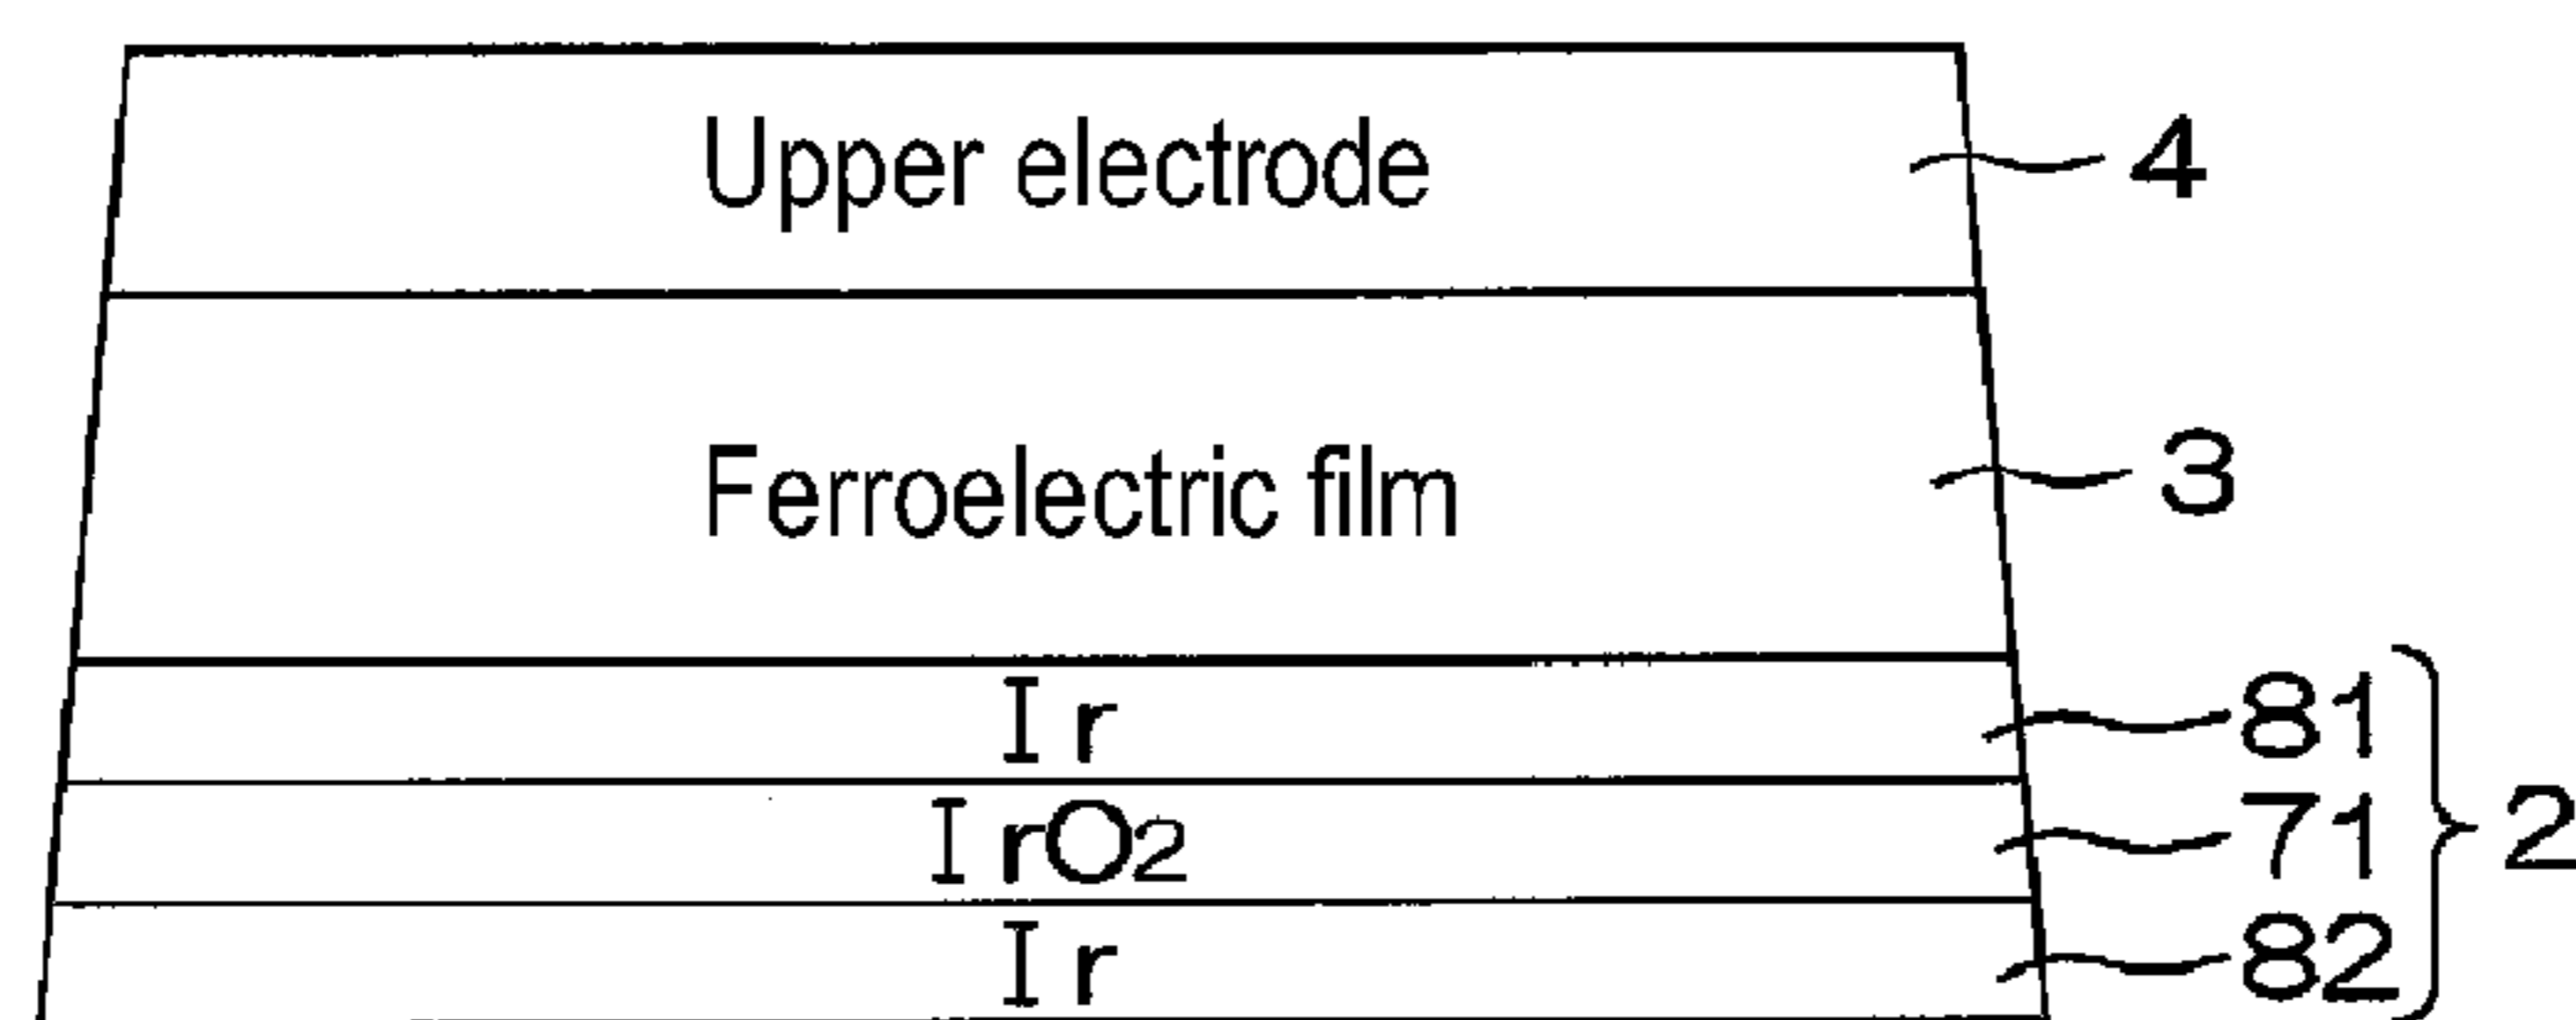 Upper electrode 4
Ferroelectric film 3
Ir 81
IrO2 71 2
Ir 82